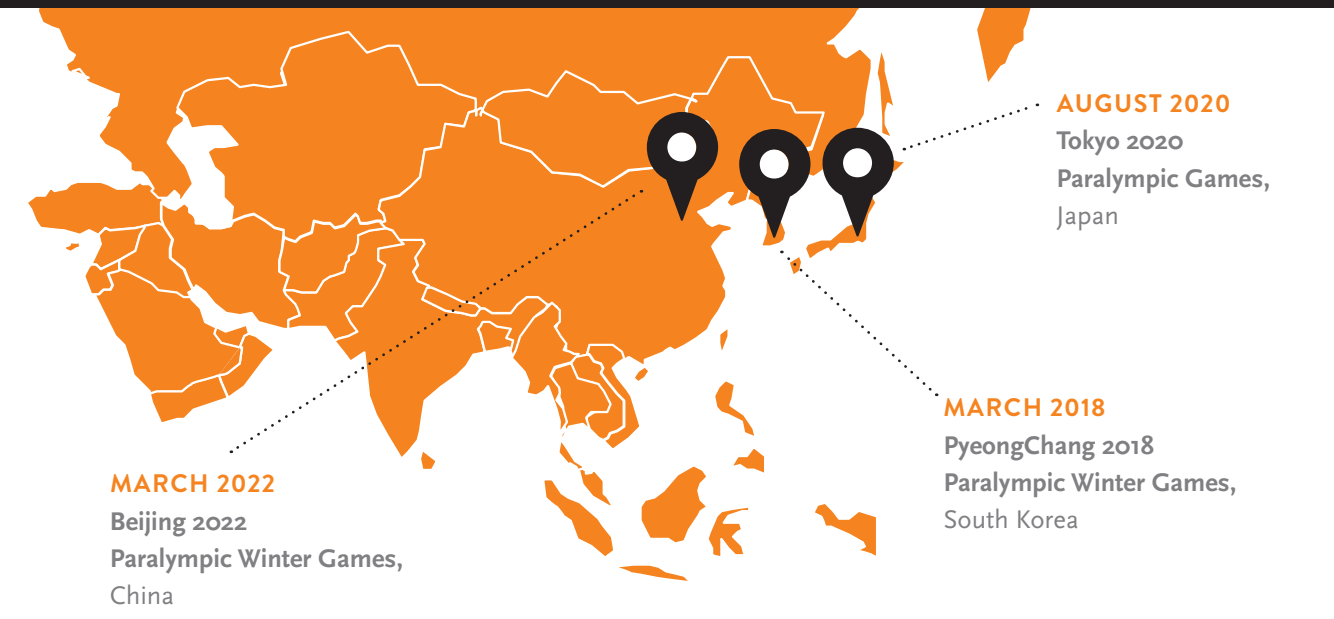 AUGUST 2020
Tokyo 2020
Paralympic Games,
Japan
MARCH 2018
PyeongChang 2018
Paralympic Winter Games,
South Korea
MARCH 2022
Beijing 2022
Paralympic Winter Games,
China